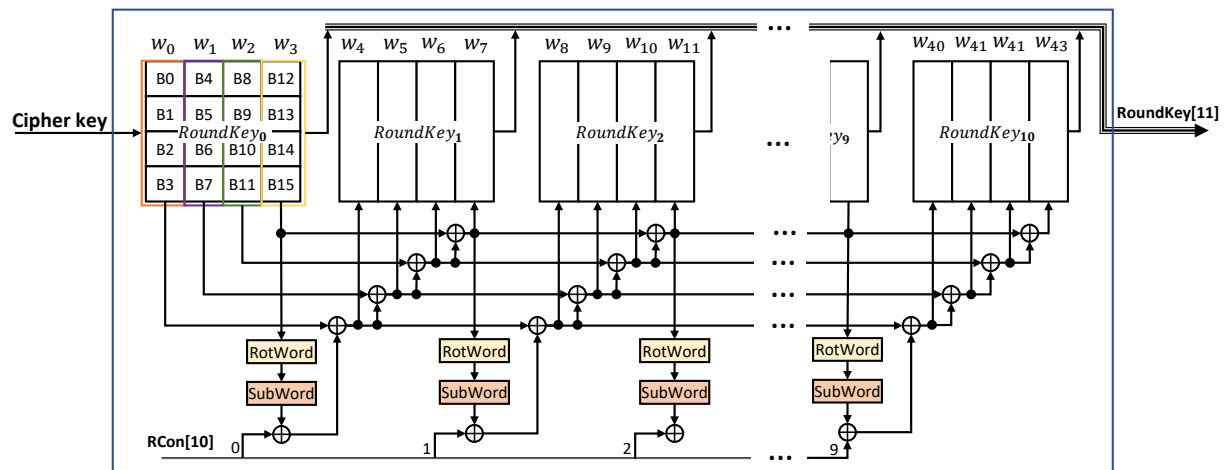 w₀ w₁ w₂ w₃ w₄ w₅ w₆ w₇ w₈ w₉ w₁₀ w₁₁ ... w₄₀ w₄₁ w₄₁ w₄₃
B0 B4 B8 B12
B1 B5 B9 B13
Cipher key
RoundKey₀ RoundKey₁ RoundKey₂ ... ey₉ RoundKey₁₀
RoundKey[11]
B2 B6 B10 B14
B3 B7 B11 B15
...
...
...
...
RotWord RotWord RotWord RotWord
SubWord SubWord SubWord SubWord
RCon[10] 0 1 2 ... 9